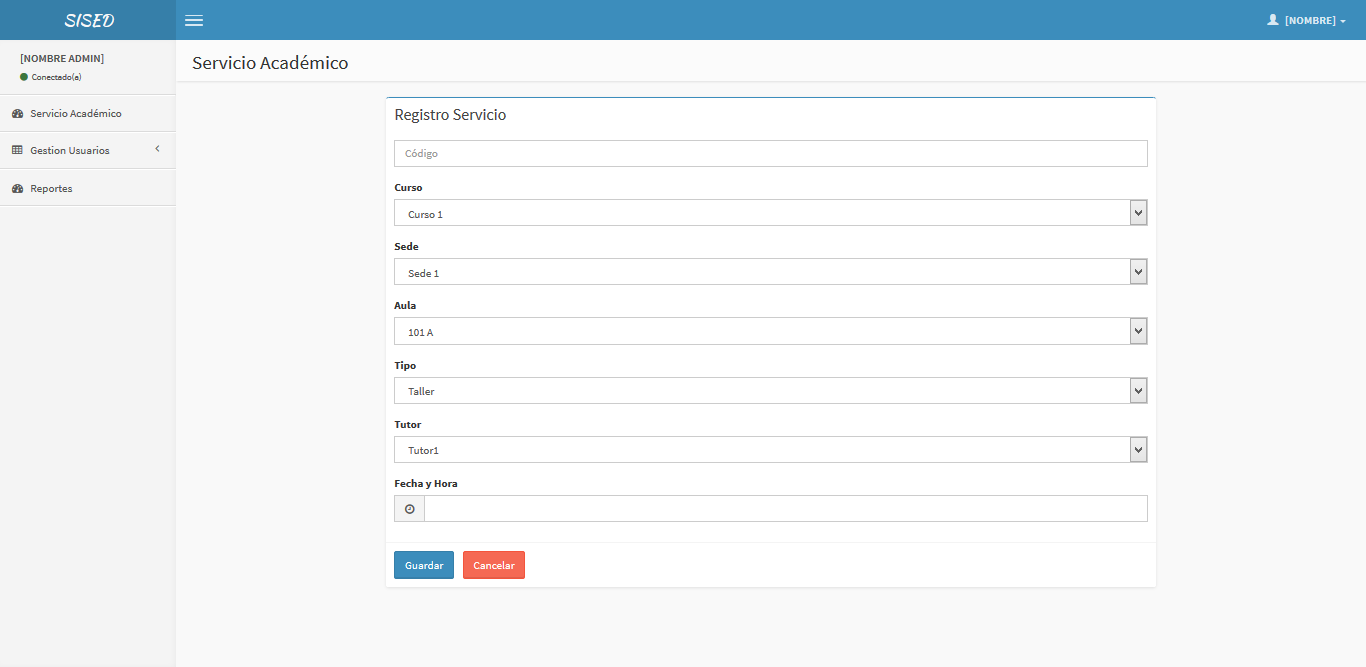 SISED
[NOMBRE]
[NOMBRE ADMIN]
Conectado(a)
Servicio Académico
Gestion Usuarios
Reportes
Servicio Académico
Registro Servicio
Código
Curso
Curso 1
Sede
Sede 1
Aula
101 A
Tipo
Taller
Tutor
Tutor1
Fecha y Hora
Guardar Cancelar